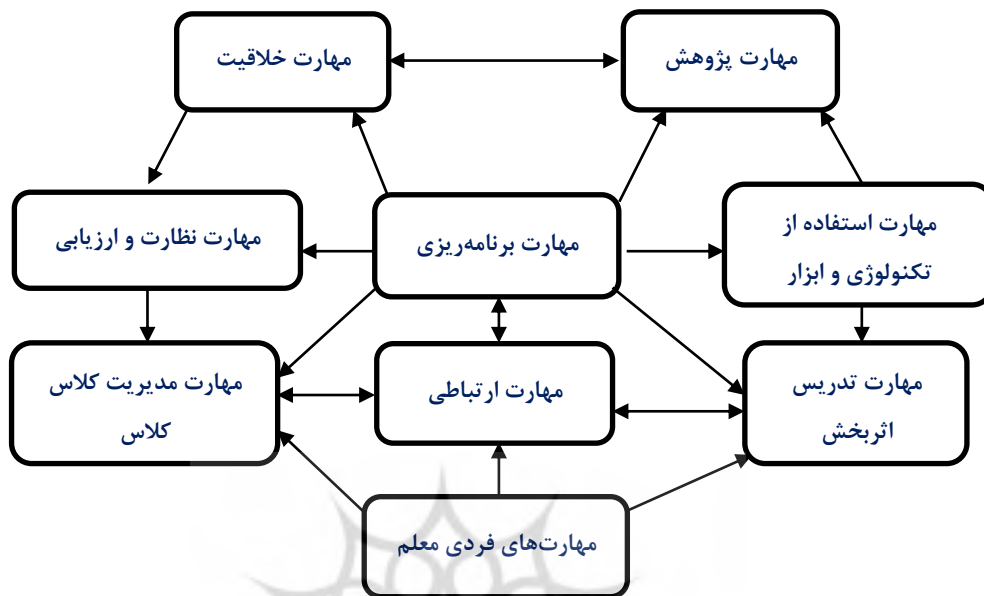 مهارت پژوهش
مهارت خلاقیت
مهارت استفاده از
تکنولوژی و ابزار
مهارت برنامه‌ریزی
مهارت نظارت و ارزیابی
مهارت تدریس
اثربخش
مهارت ارتباطی
مهارت مدیریت کلاس
کلاس
مهارت‌های فردی معلم